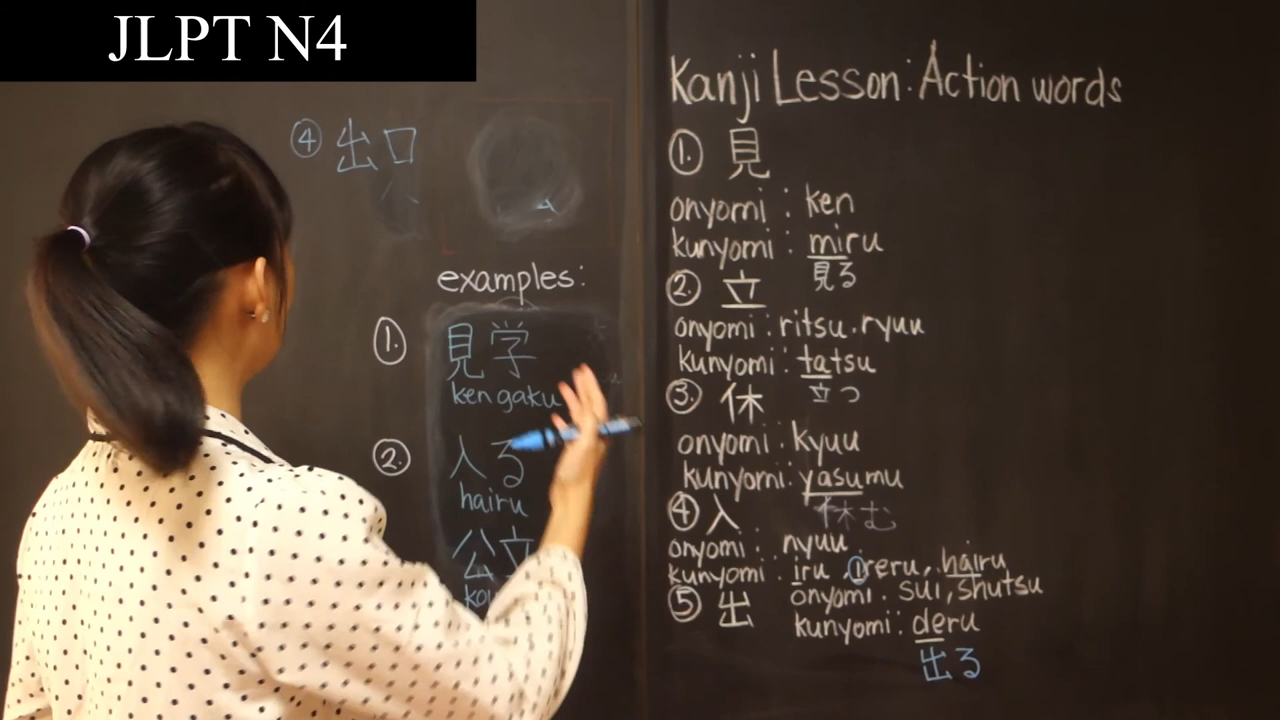 JLPT N4
④ 出口
examples:
①. 見学
kengaku
②. 入る
hairu
公立
Kanji Lesson: Action words
①. 見
onyomi : ken
kunyomi : miru
見る
②. 立
onyomi : ritsu. ryuu
kunyomi : tatsu
立つ
③. 休
onyomi : kyuu
kunyomi: yasumu
休む
④ 入.
onyomi : nyuu
kunyomi : iru, ireru, hairu
⑤ 出 onyomi : sui, shutsu
kunyomi : deru
出る